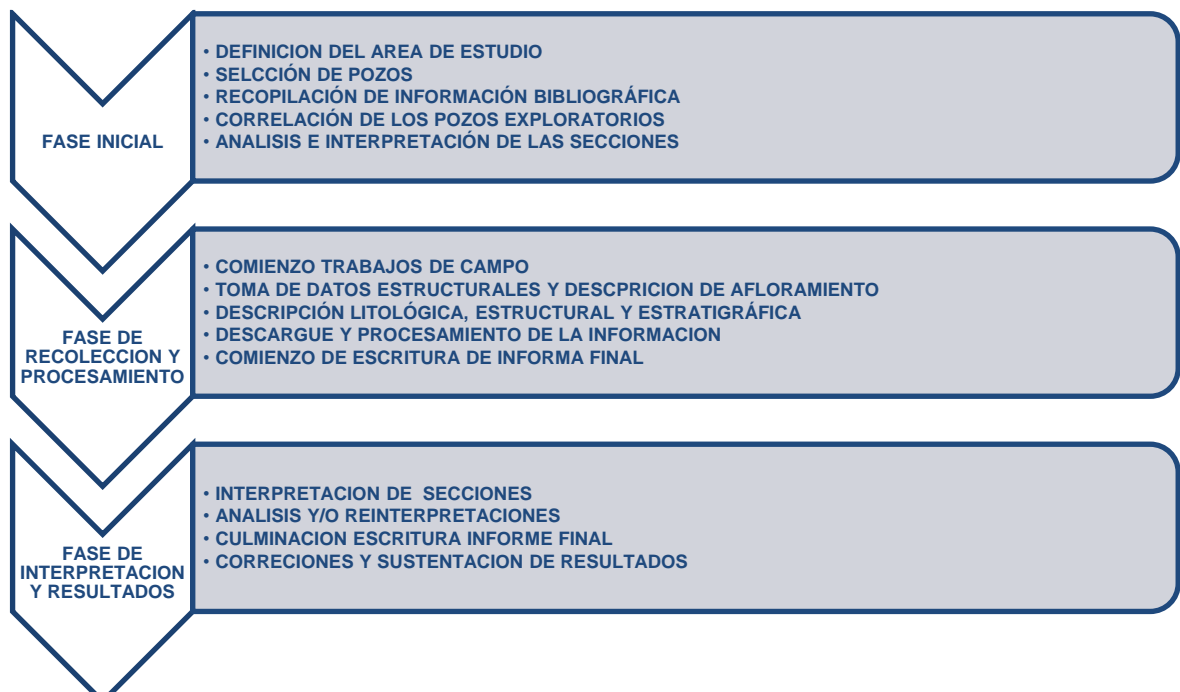 FASE INICIAL
• DEFINICION DEL AREA DE ESTUDIO
• SELCCIÓN DE POZOS
• RECOPILACIÓN DE INFORMACIÓN BIBLIOGRÁFICA
• CORRELACIÓN DE LOS POZOS EXPLORATORIOS
• ANALISIS E INTERPRETACIÓN DE LAS SECCIONES
FASE DE
RECOLECCION Y
PROCESAMIENTO
• COMIENZO TRABAJOS DE CAMPO
• TOMA DE DATOS ESTRUCTURALES Y DESCPRICION DE AFLORAMIENTO
• DESCRIPCIÓN LITOLÓGICA, ESTRUCTURAL Y ESTRATIGRÁFICA
• DESCARGUE Y PROCESAMIENTO DE LA INFORMACION
• COMIENZO DE ESCRITURA DE INFORMA FINAL
FASE DE
INTERPRETACION
Y RESULTADOS
• INTERPRETACION DE SECCIONES
• ANALISIS Y/O REINTERPRETACIONES
• CULMINACION ESCRITURA INFORME FINAL
• CORRECIONES Y SUSTENTACION DE RESULTADOS